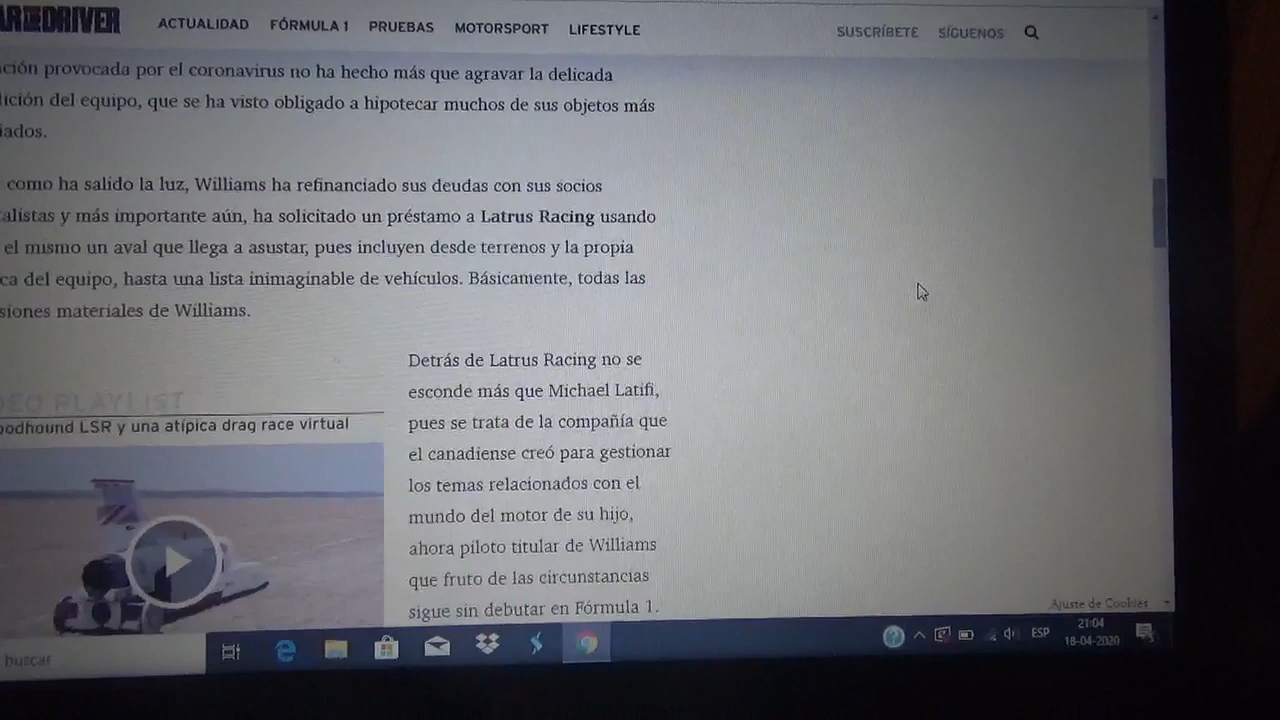 DRIVER ACTUALIDAD FÓRMULA 1 PRUEBAS MOTORSPORT LIFESTYLE SUSCRÍBETE SÍGUENOS
ción provocada por el coronavirus no ha hecho más que agravar la delicada
ición del equipo, que se ha visto obligado a hipotecar muchos de sus objetos más
iados.
como ha salido la luz, Williams ha refinanciado sus deudas con sus socios
alistas y más importante aún, ha solicitado un préstamo a Latrus Racing usando
el mismo un aval que llega a asustar, pues incluyen desde terrenos y la propia
ca del equipo, hasta una lista inimaginable de vehículos. Básicamente, todas las
siones materiales de Williams.
DEO PLAYLIST
oodhound LSR y una atípica drag race virtual
Detrás de Latrus Racing no se
esconde más que Michael Latifi,
pues se trata de la compañía que
el canadiense creó para gestionar
los temas relacionados con el
mundo del motor de su hijo,
ahora piloto titular de Williams
que fruto de las circunstancias
sigue sin debutar en Fórmula 1.
Ajuste de Cookies
buscar
ESP
21:04
18-04-2020